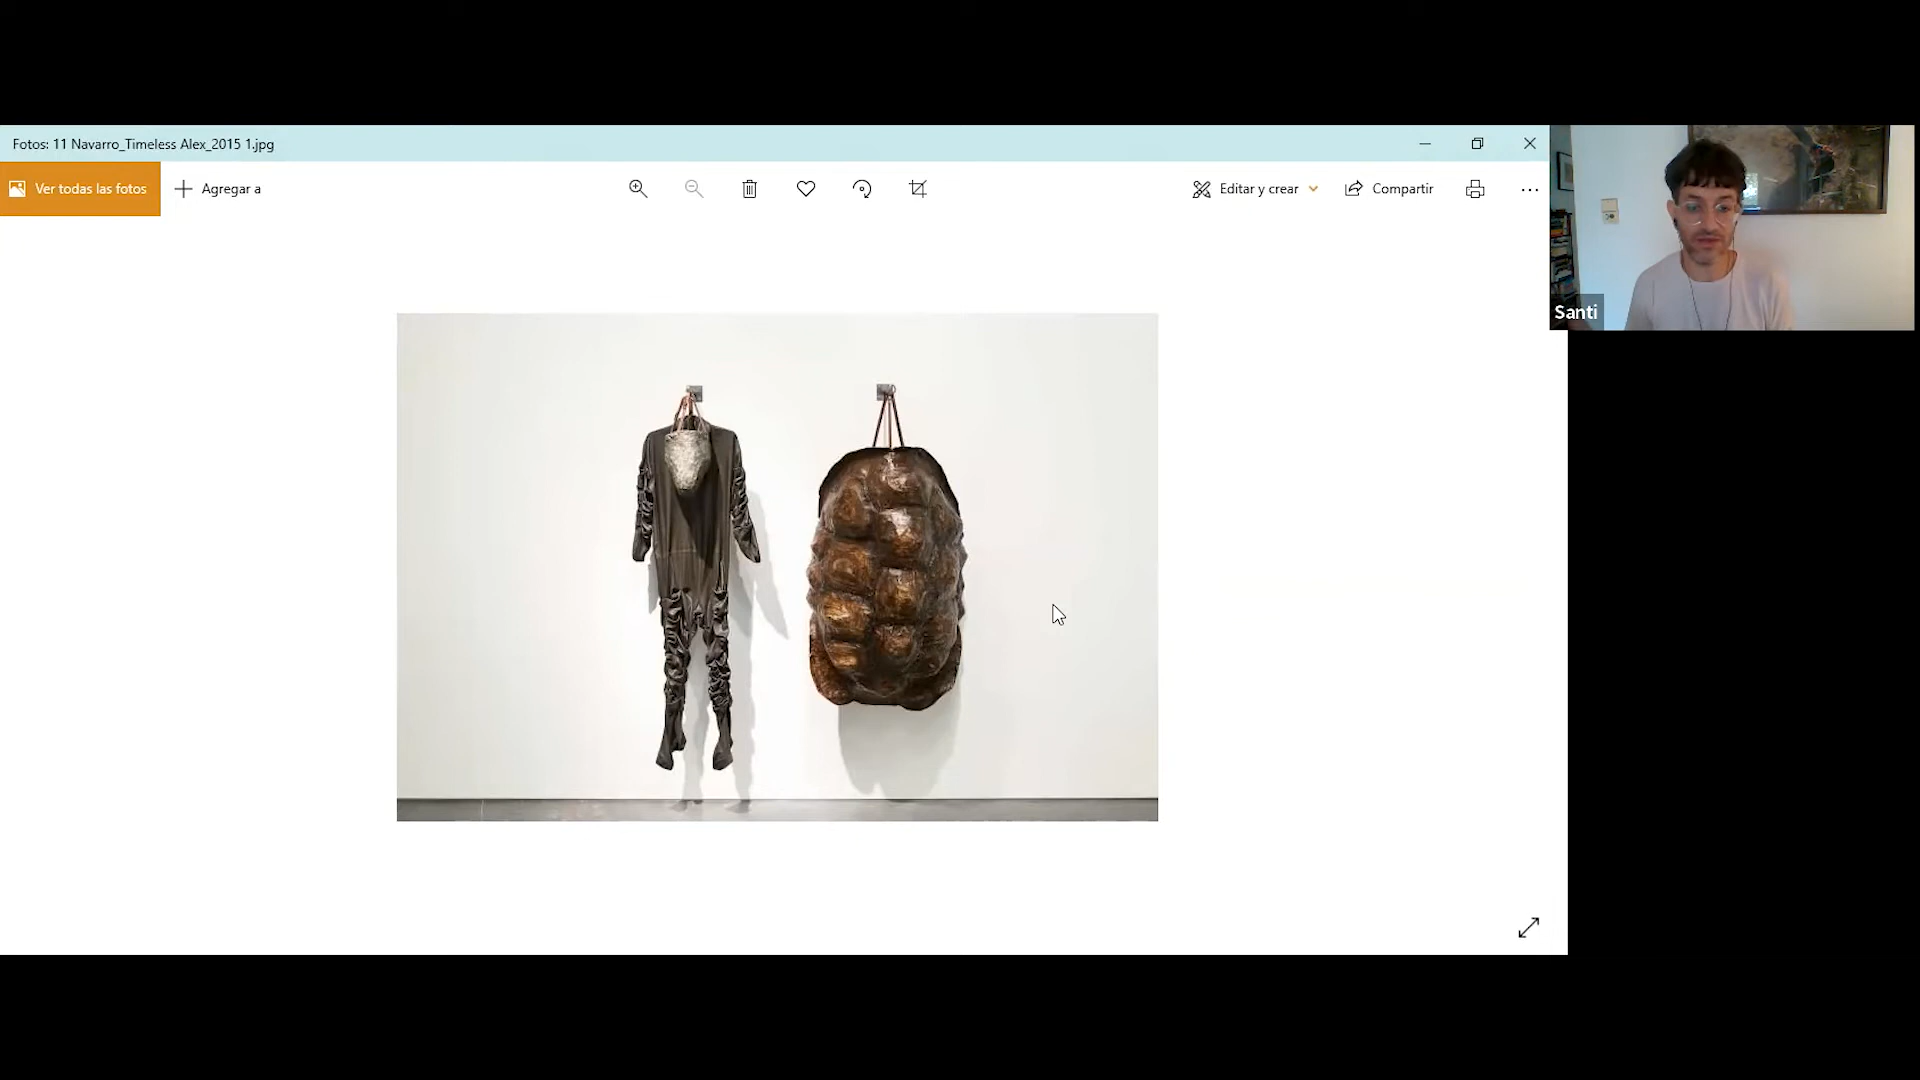 Fotos: 11 Navarro_Timeless Alex_2015 1.jpg
Ver todas las fotos
Agregar a
Editar y crear
Compartir
Santi